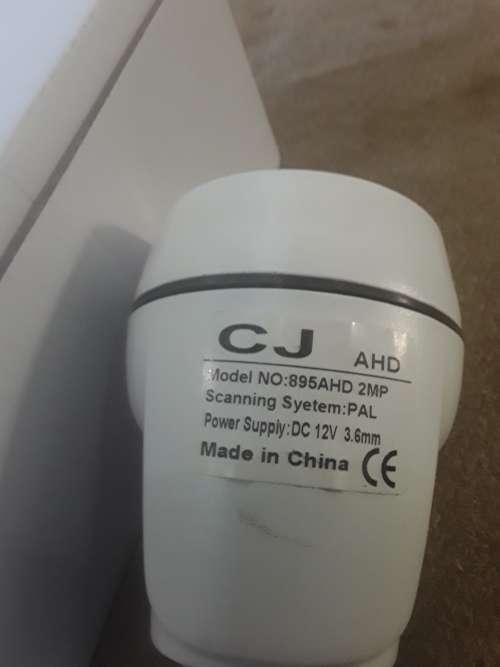 CJ AHD
Model NO:895AHD 2MP
Scanning Syetem:PAL
Power Supply:DC 12V 3.6mm
Made in China CE